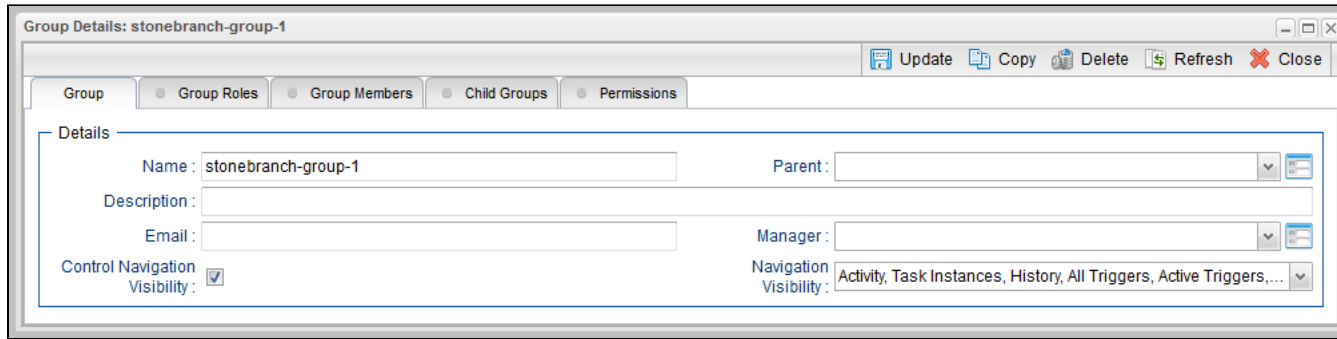 Group Details: stonebranch-group-1
Update Copy Delete Refresh Close
Group Group Roles Group Members Child Groups Permissions
Details
Name : stonebranch-group-1 Parent :
Description :
Email : Manager :
Control Navigation Visibility : Navigation Visibility : Activity, Task Instances, History, All Triggers, Active Triggers,...